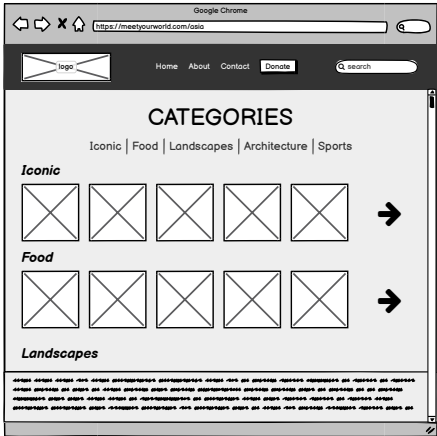 Google Chrome
https://meetyourworld.com/asia
logo
Home About Contact Donate search
CATEGORIES
Iconic | Food | Landscapes | Architecture | Sports
Iconic
Food
Landscapes